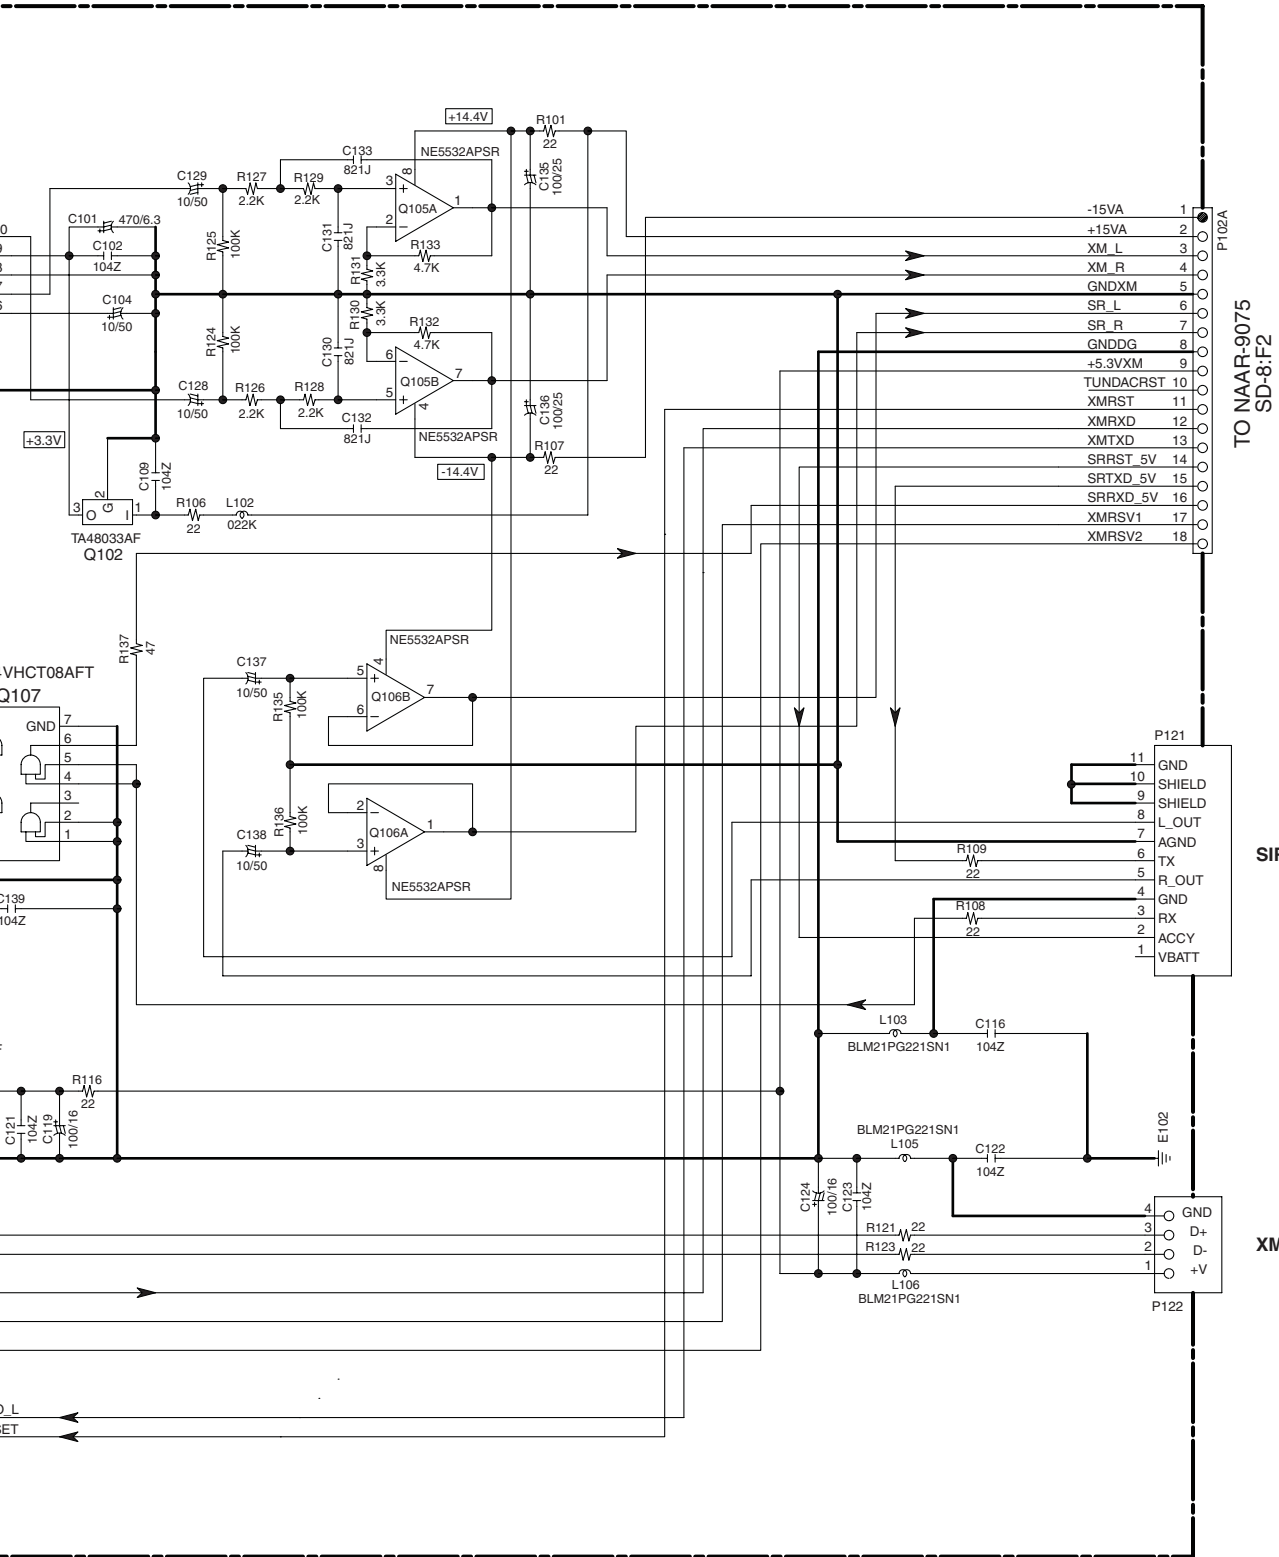 +14.4V
R101
22
C133
821J
NE5532APSR
C135
100/25
C129
10/50
R127
2.2K
R129
2.2K
8
3
+
2
−
1
Q105A
C101
470/6.3
C102
104Z
R125
100K
C131
821J
R133
4.7K
R131
3.3K
C104
10/50
R124
100K
R130
3.3K
R132
4.7K
C130
821J
6
−
5
+
7
4
Q105B
C128
10/50
R126
2.2K
R128
2.2K
C132
821J
NE5532APSR
C136
100/25
+3.3V
-14.4V
R107
22
C109
104Z
2
3
O
G
I
1
R106
22
L102
022K
TA48033AF
Q102
-15VA 1
+15VA 2
XM_L 3
XM_R 4
GNDXM 5
SR_L 6
SR_R 7
GNDDG 8
+5.3VXM 9
TUNDACRST 10
XMRST 11
XMRXD 12
XMTXD 13
SRRST_5V 14
SRTXD_5V 15
SRRXD_5V 16
XMRSV1 17
XMRSV2 18
P102A
TO NAAR-9075
SD-8:F2
R137
47
VHCT08AFT
Q107
GND
7
6
5
4
3
2
1
C139
104Z
NE5532APSR
C137
10/50
R135
100K
5
+
6
−
4
7
Q106B
R136
100K
C138
10/50
2
−
3
+
8
1
Q106A
NE5532APSR
P121
11 GND
10 SHIELD
9 SHIELD
8 L_OUT
7 AGND
6 TX
5 R_OUT
4 GND
3 RX
2 ACCY
1 VBATT
R109
22
R108
22
L103
BLM21PG221SN1
C116
104Z
R116
22
C121
104Z
C119
100/16
BLM21PG221SN1
L105
C122
104Z
E102
C124
100/16
C123
104Z
R121 22
R123 22
L106
BLM21PG221SN1
4 GND
3 D+
2 D-
1 +V
P122
XM
_L
SET